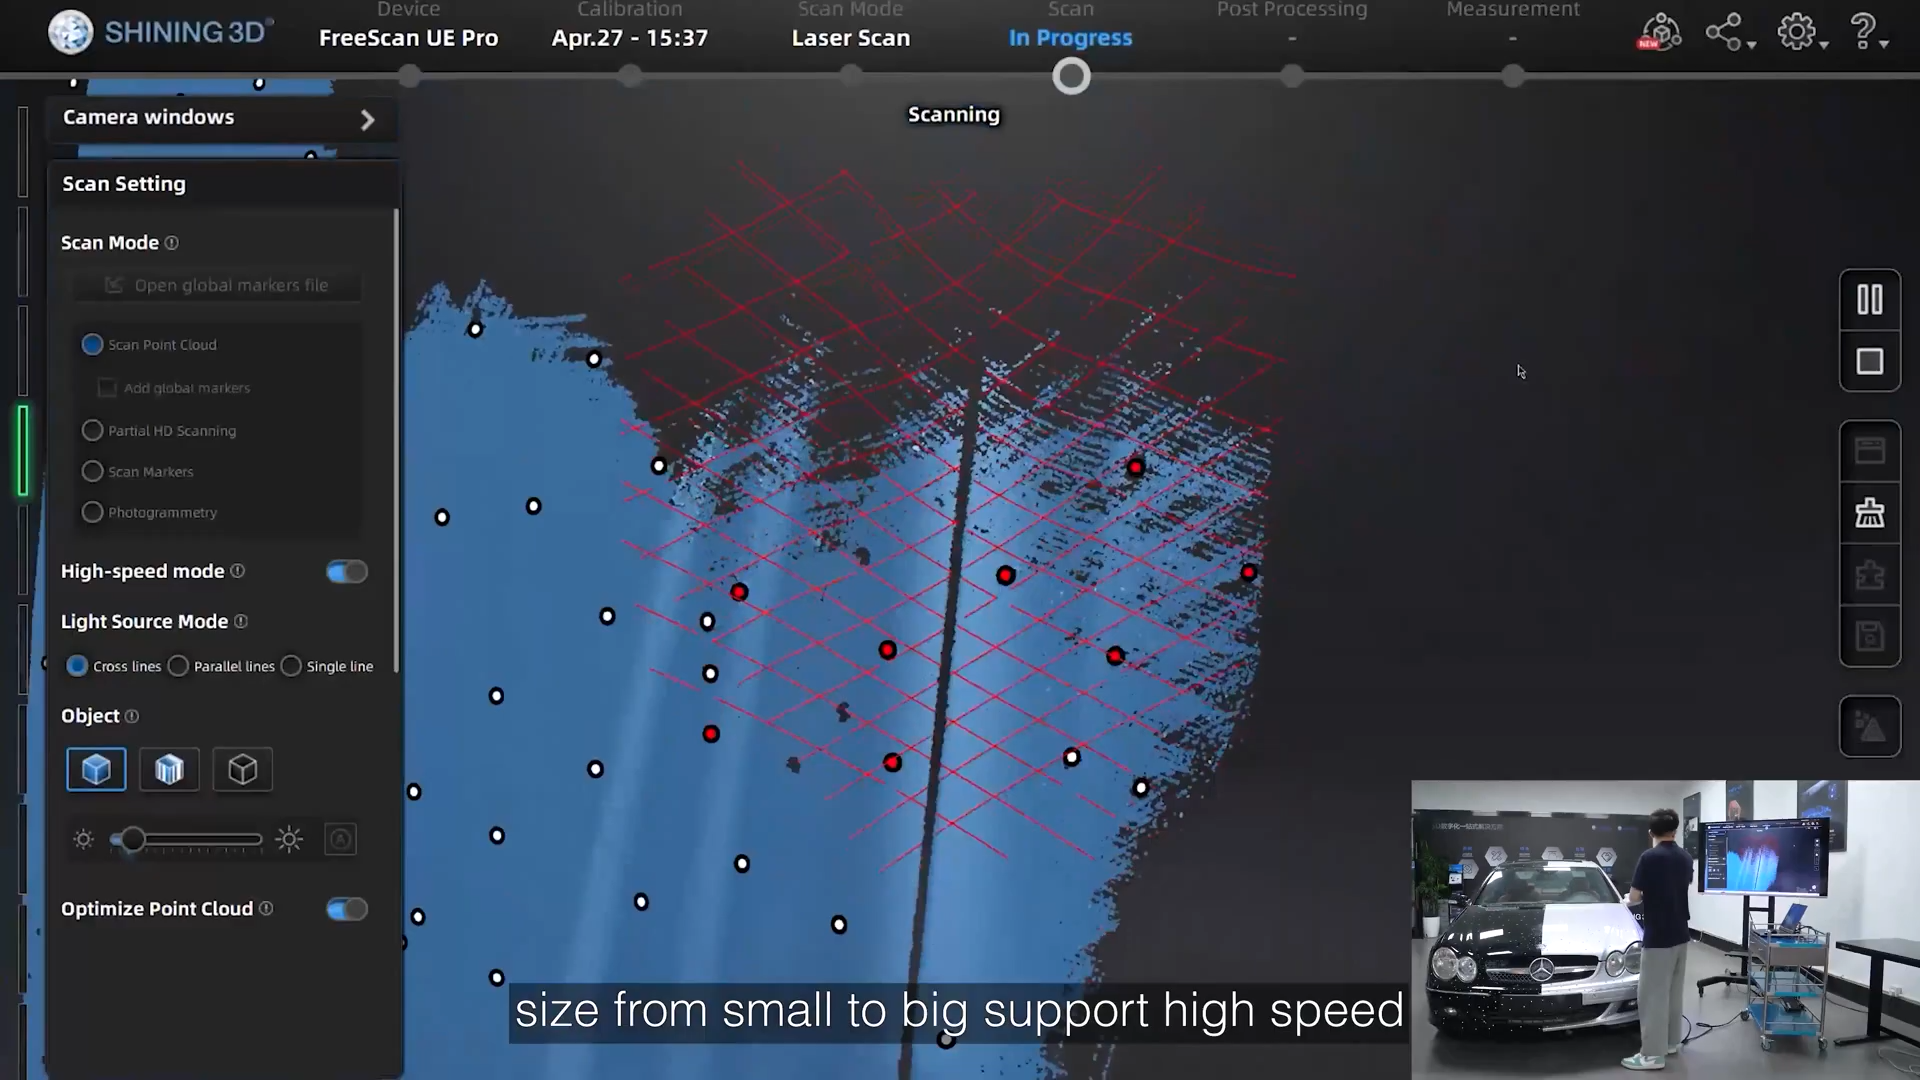 SHINING 3D®
Device
FreeScan UE Pro
Calibration
Apr.27 - 15:37
Scan Mode
Laser Scan
Scan
In Progress
Post Processing
-
Measurement
-
NEW
Camera windows
Scanning
Scan Setting
Scan Mode
Open global markers file
Scan Point Cloud
Add global markers
Partial HD Scanning
Scan Markers
Photogrammetry
High-speed mode
Light Source Mode
Cross lines Parallel lines Single line
Object
Optimize Point Cloud
size from small to big support high speed